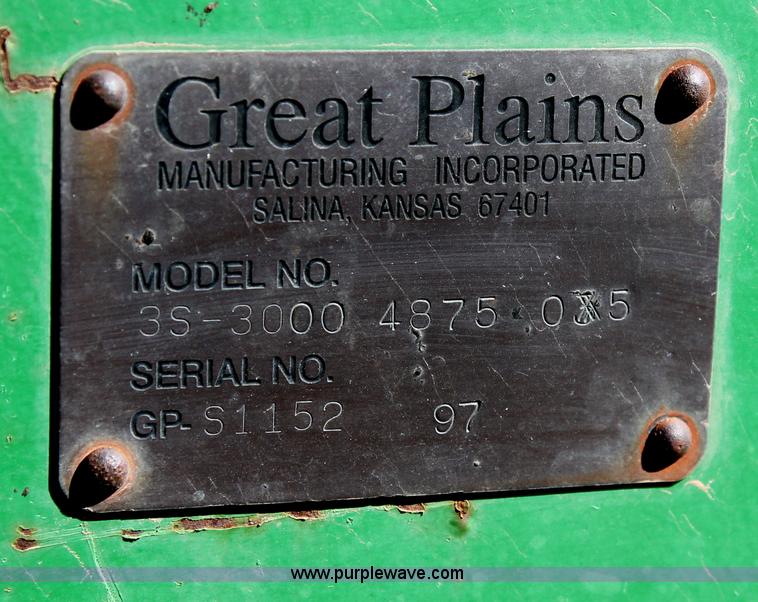 Great Plains
MANUFACTURING INCORPORATED
SALINA, KANSAS 67401
MODEL NO.
3S-3000 4875
SERIAL NO.
GP-S1152 97
www.purplewave.com